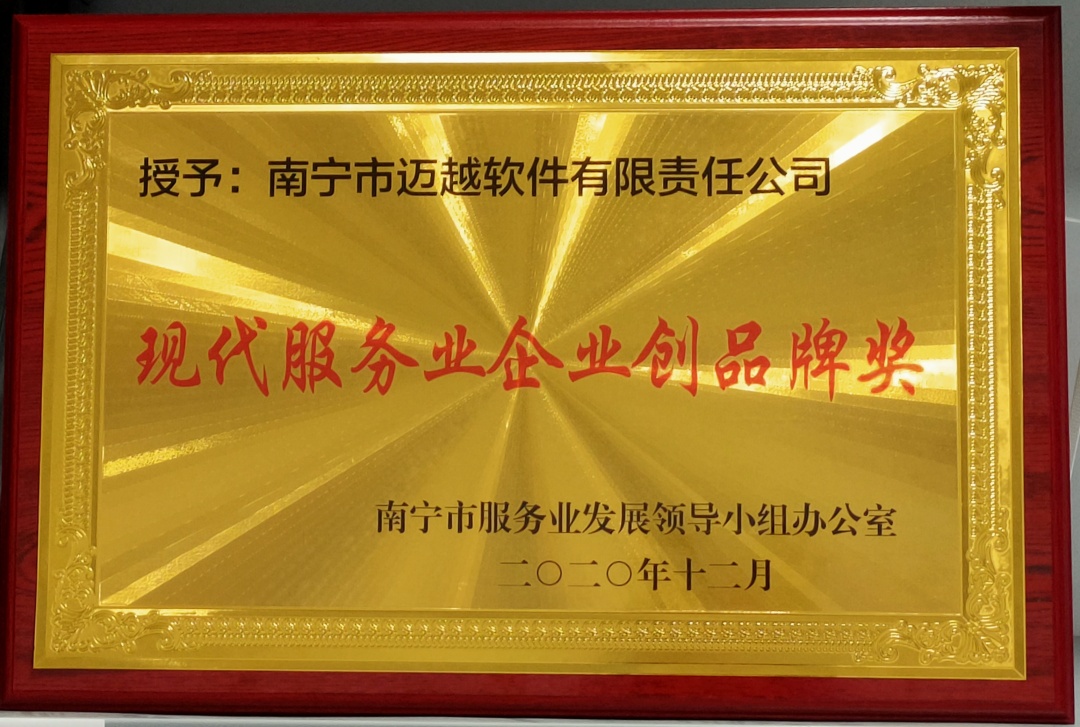 授予：南宁市迈越软件有限责任公司
现代服务业企业创品牌奖
南宁市服务业发展领导小组办公室
二〇二〇年十二月